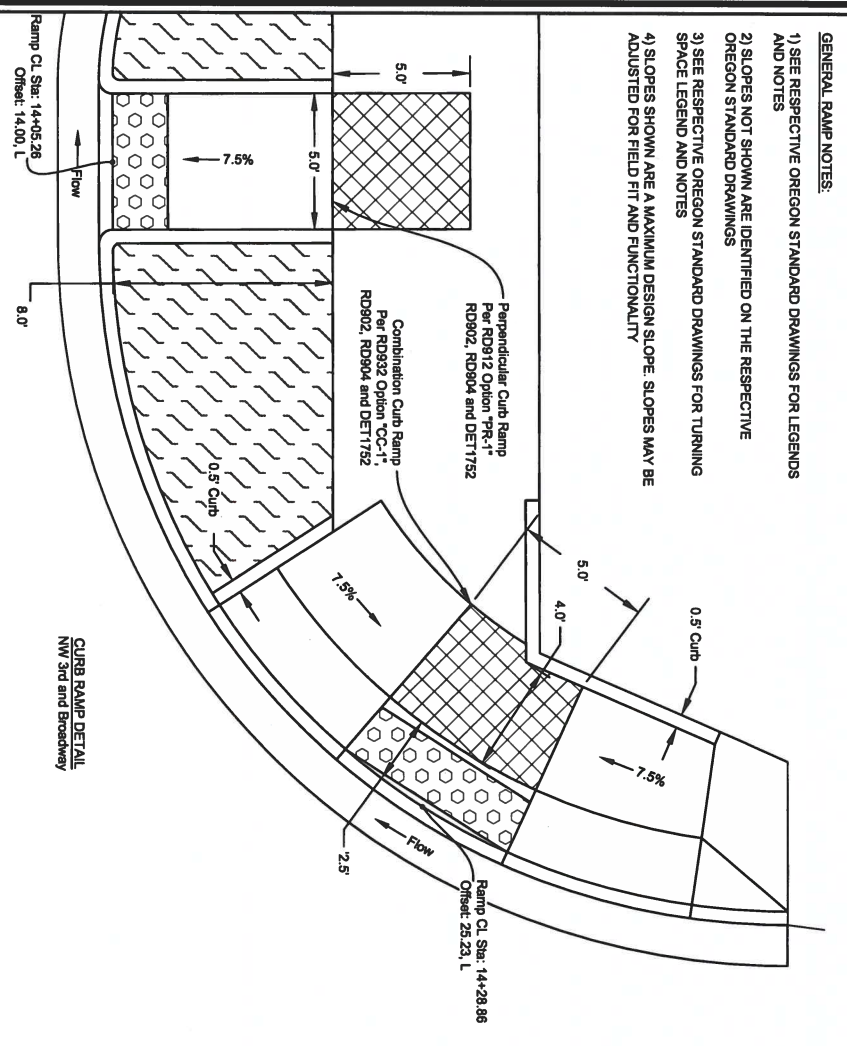 GENERAL RAMP NOTES:
1) SEE RESPECTIVE OREGON STANDARD DRAWINGS FOR LEGENDS
AND NOTES
2) SLOPES NOT SHOWN ARE IDENTIFIED ON THE RESPECTIVE
OREGON STANDARD DRAWINGS
3) SEE RESPECTIVE OREGON STANDARD DRAWINGS FOR TURNING
SPACE LEGEND AND NOTES
4) SLOPES SHOWN ARE A MAXIMUM DESIGN SLOPE. SLOPES MAY BE
ADJUSTED FOR FIELD FIT AND FUNCTIONALITY
0.5' Curb
5.0'
4.0'
7.5%
Perpendicular Curb Ramp
Per RD912 Option "PR-1"
RD902, RD904 and DET1752
Combination Curb Ramp
Per RD932 Option "CC-1",
RD902, RD904 and DET1752
5.0'
5.0'
7.5%
7.5%
0.5' Curb
8.0'
Flow
Ramp CL Sta: 14+05.26
Offset: 14.00, L
Flow
'2.5'
Ramp CL Sta: 14+28.86
Offset: 25.23, L
CURB RAMP DETAIL
NW 3rd and Broadway